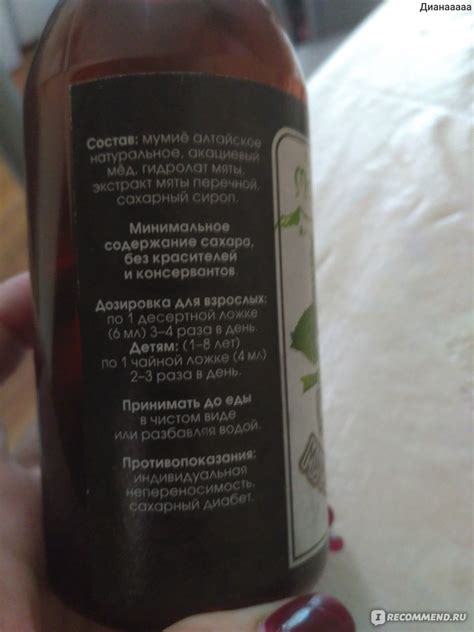 Дианааааа
Состав: мумиё алтайское
натуральное, акациевый
мёд, гидролат мяты,
экстракт мяты перечной,
сахарный сироп.
Минимальное
содержание сахара,
без красителей
и консервантов
Дозировка для взрослых:
по 1 десертной ложке
(6 мл) 3-4 раза в день.
Детям: (1-8 лет)
по 1 чайной ложке (4 мл)
2-3 раза в день.
Принимать до еды
в чистом виде
или разбавляя водой.
Противопоказания:
индивидуальная
непереносимость,
сахарный диабет.
IRECOMMEND.RU